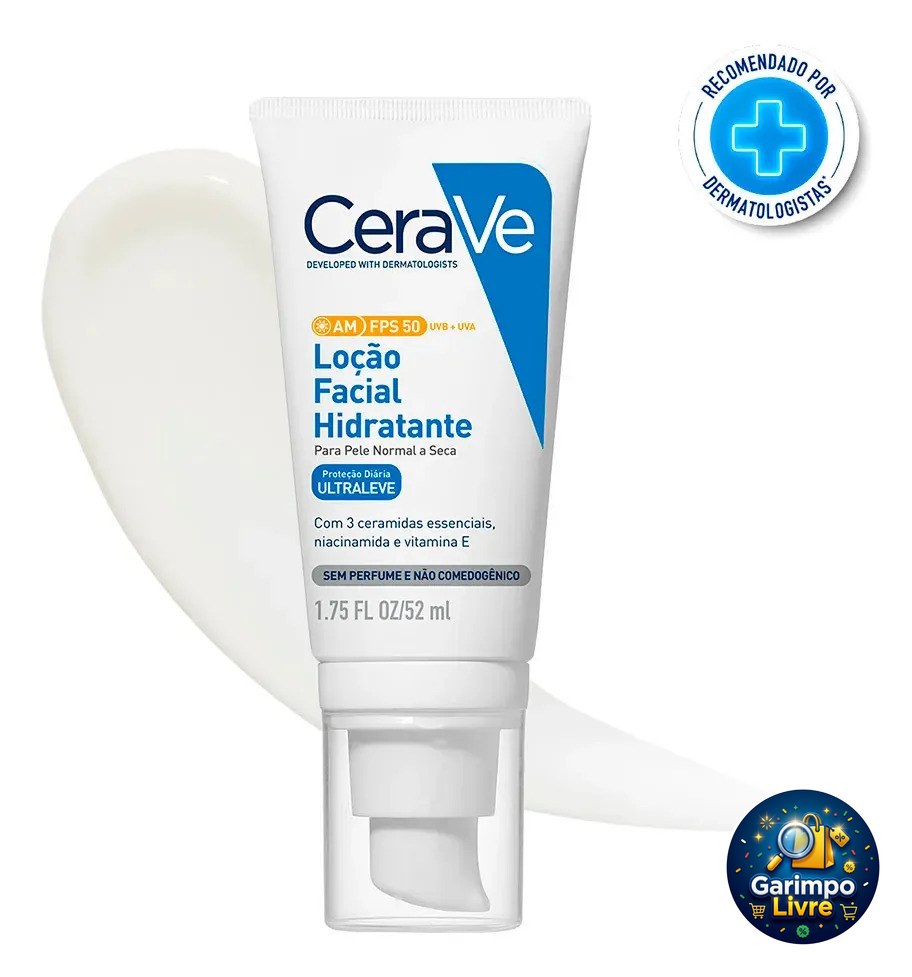 RECOMENDADO POR
DERMATOLOGISTAS*
CeraVe
DEVELOPED WITH DERMATOLOGISTS
AM FPS 50 UVB + UVA
Loção
Facial
Hidratante
Para Pele Normal a Seca
Proteção Diária
ULTRALEVE
Com 3 ceramidas essenciais,
niacinamida e vitamina E
SEM PERFUME E NÃO COMEDOGÊNICO
1.75 FL OZ/52 ml
Garimpo
Livre